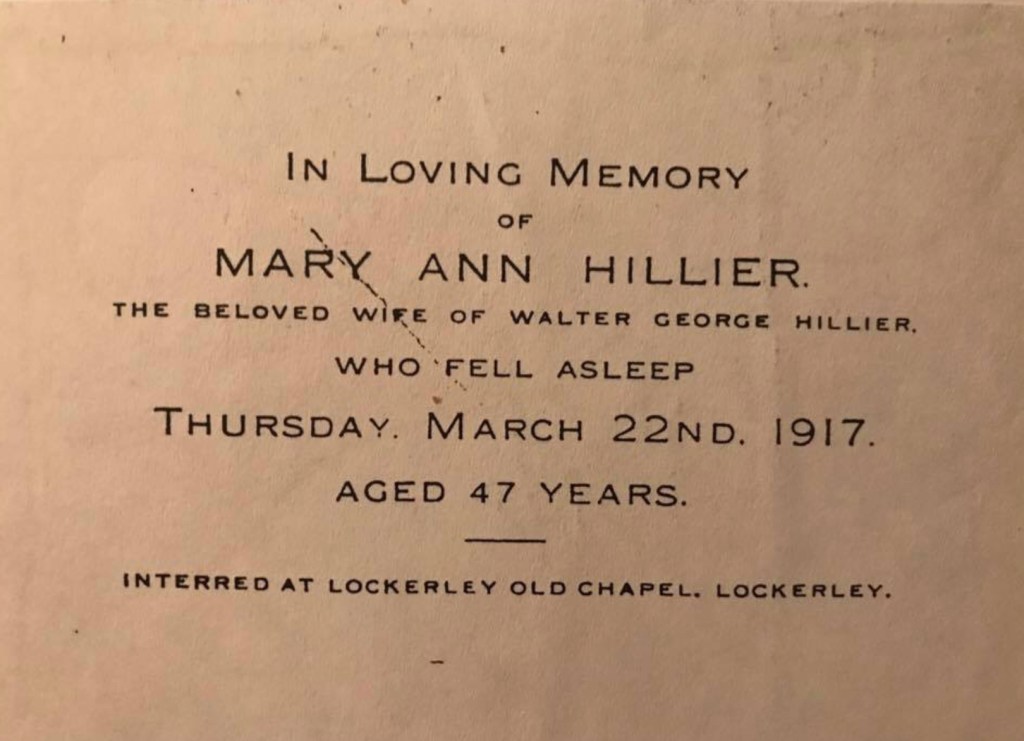 In Loving Memory
OF
MARY ANN HILLIER.
THE BELOVED WIFE OF WALTER GEORGE HILLIER,
WHO FELL ASLEEP
THURSDAY. MARCH 22ND. 1917.
AGED 47 YEARS.
INTERRED AT LOCKERLEY OLD CHAPEL. LOCKERLEY.